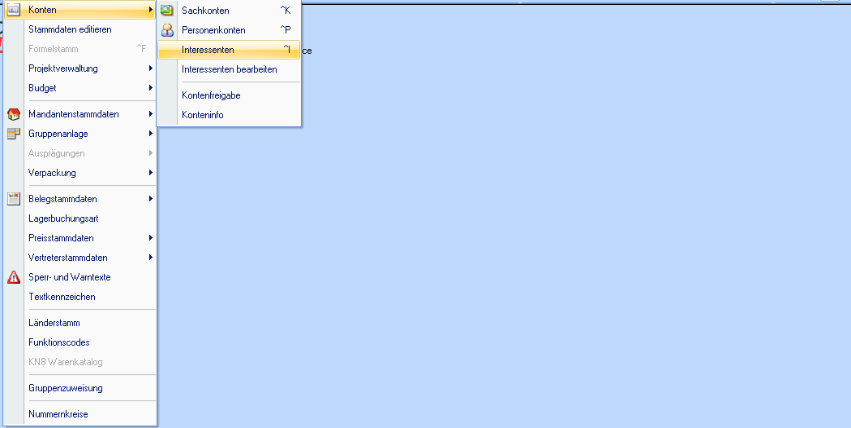 Konten
Stammdaten editieren
Formelstamm ^F
Projektverwaltung
Budget
Mandantenstammdaten
Gruppenanlage
Ausprägungen
Verpackung
Belegstammdaten
Lagerbuchungsart
Preisstammdaten
Vertreterstammdaten
Sperr- und Warntexte
Textkennzeichen
Länderstamm
Funktionscodes
KN8 Warenkatalog
Gruppenzuweisung
Nummernkreise
Sachkonten ^K
Personenkonten ^P
Interessenten ^I
ce
Interessenten bearbeiten
Kontenfreigabe
Konteninfo